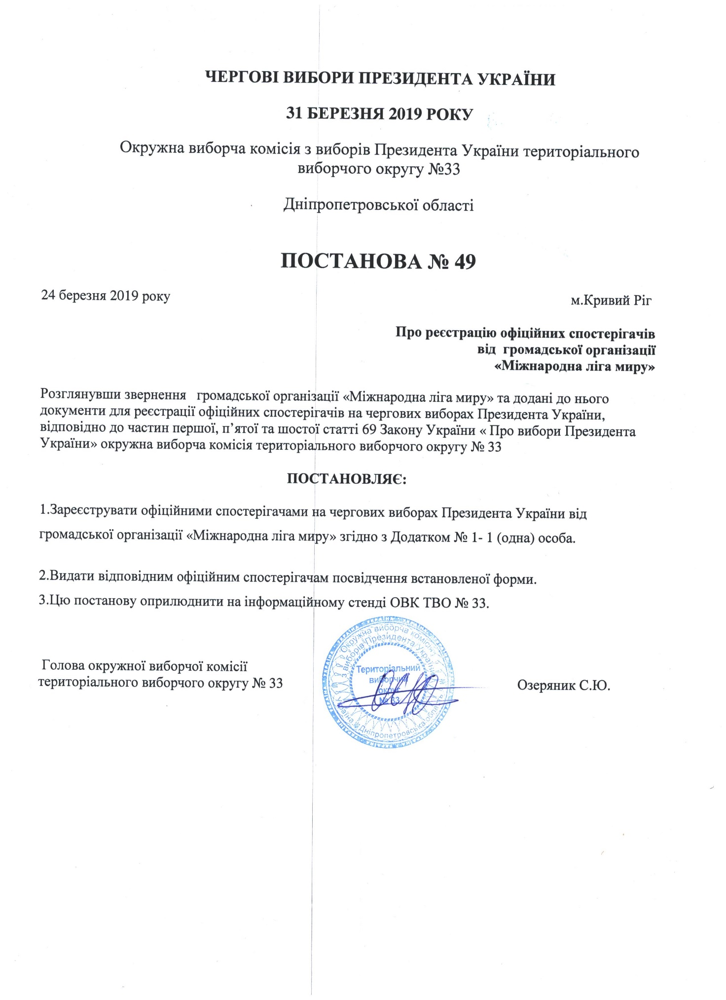 ЧЕРГОВІ ВИБОРИ ПРЕЗИДЕНТА УКРАЇНИ
31 БЕРЕЗНЯ 2019 РОКУ
Окружна виборча комісія з виборів Президента України територіального
виборчого округу №33
Дніпропетровської області
ПОСТАНОВА № 49
24 березня 2019 року
м.Кривий Ріг
Про реєстрацію офіційних спостерігачів
від громадської організації
«Міжнародна ліга миру»
Розглянувши звернення громадської організації «Міжнародна ліга миру» та додані до нього
документи для реєстрації офіційних спостерігачів на чергових виборах Президента України,
відповідно до частин першої, п’ятої та шостої статті 69 Закону України « Про вибори Президента
України» окружна виборча комісія територіального виборчого округу № 33
ПОСТАНОВЛЯЄ:
1.Зареєструвати офіційними спостерігачами на чергових виборах Президента України від
громадської організації «Міжнародна ліга миру» згідно з Додатком № 1- 1 (одна) особа.
2.Видати відповідним офіційним спостерігачам посвідчення встановленої форми.
3.Цю постанову оприлюднити на інформаційному стенді ОВК ТВО № 33.
Голова окружної виборчої комісії
територіального виборчого округу № 33
Озеряник С.Ю.
Окружна виборча комісія
з виборів Президента України
Територіальний
виборчий
округ
№ 33
Україна * Дніпропетровська область